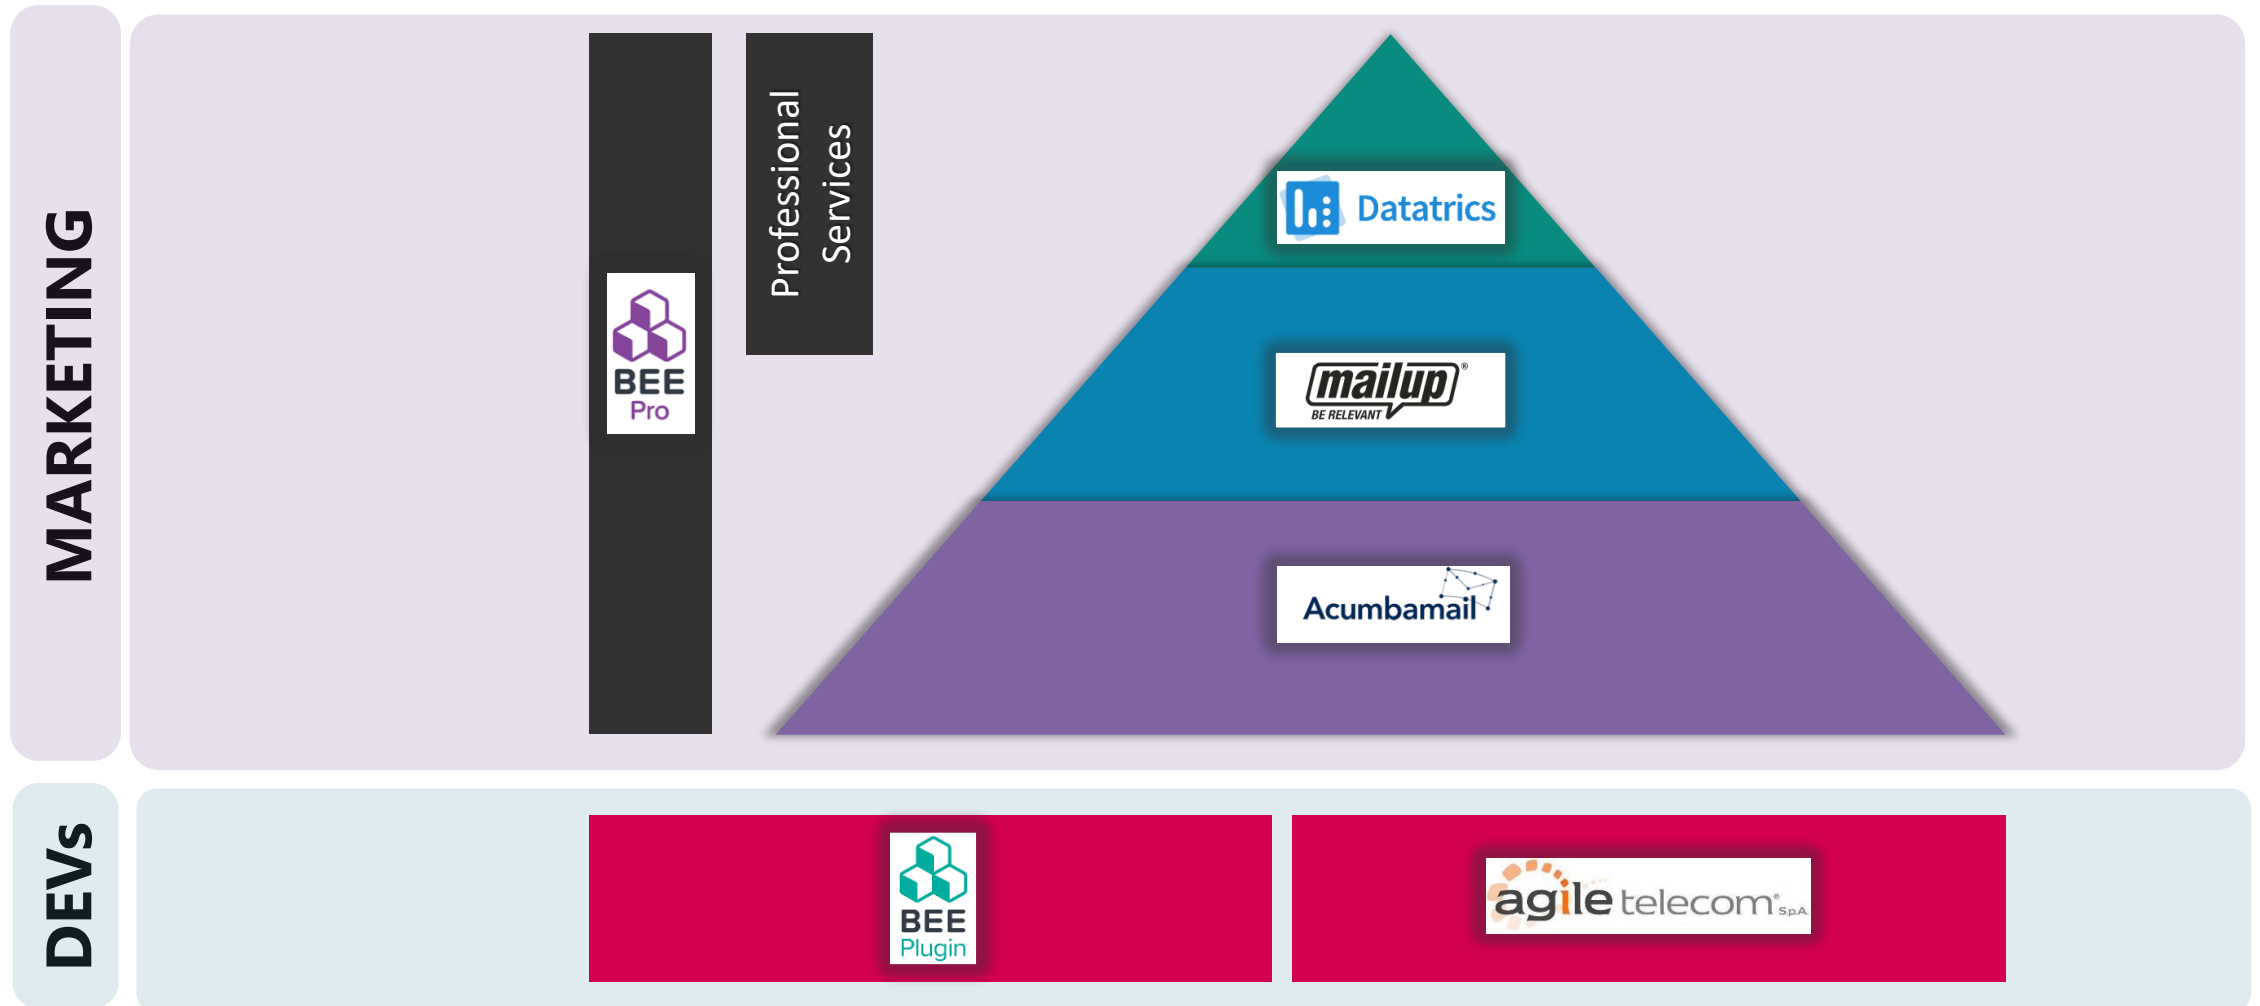 MARKETING
Professional
Services
BEE
Pro
Datatrics
mailup®
BE RELEVANT
Acumbamail
DEVs
BEE
Plugin
agile telecom® S.p.A.